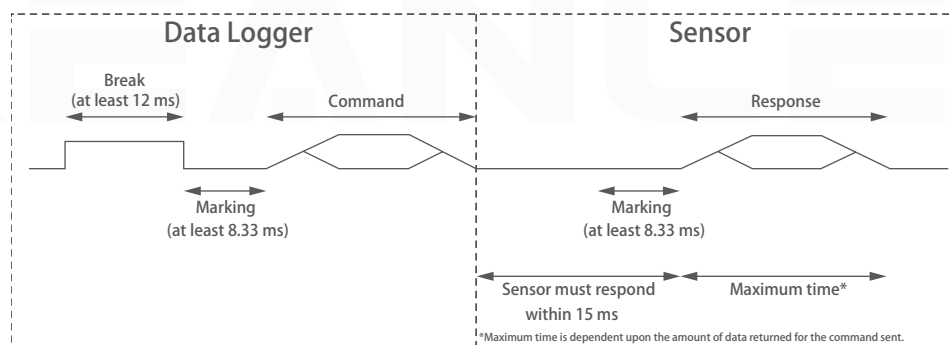 Data Logger
Sensor
Break
(at least 12 ms)
Command
Response
Marking
(at least 8.33 ms)
Marking
(at least 8.33 ms)
Sensor must respond
within 15 ms
Maximum time*
*Maximum time is dependent upon the amount of data returned for the command sent.